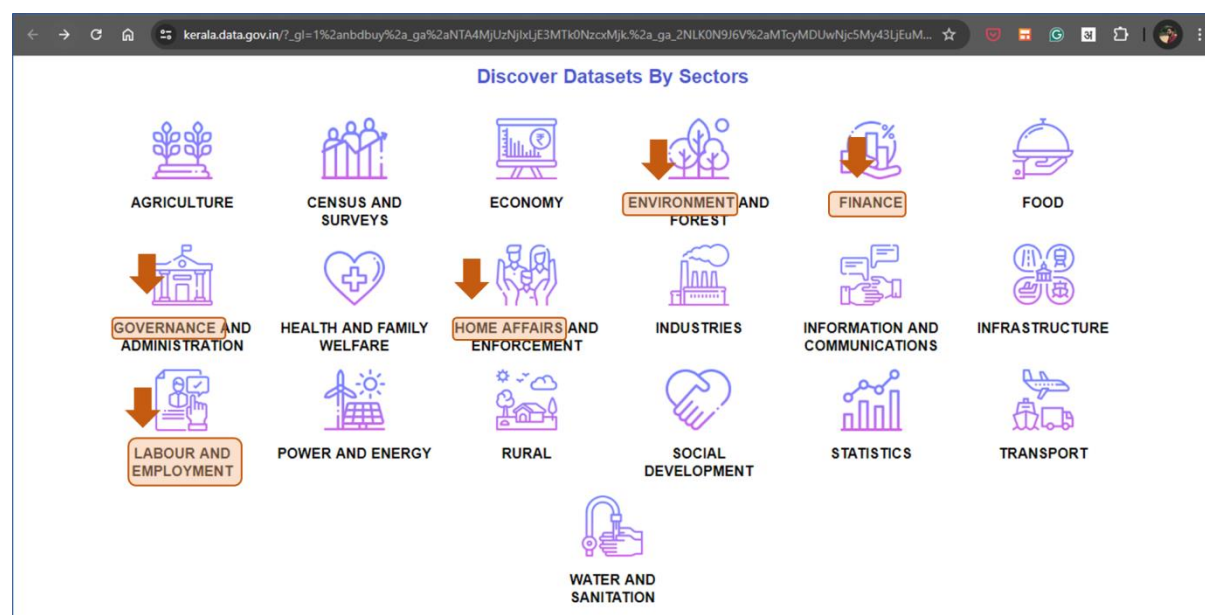 kerala.data.gov.in/?_gl=1%2anbdbuy%2a_ga%2aNTA4MjUzNjIxLjE3MTk0NzcxMjk.%2a_ga_2NLK0N9J6V%2aMTcyMDUwNjc5My43LjEuM...
Discover Datasets By Sectors
AGRICULTURE
CENSUS AND
SURVEYS
ECONOMY
ENVIRONMENT AND
FOREST
FINANCE
FOOD
GOVERNANCE AND
ADMINISTRATION
HEALTH AND FAMILY
WELFARE
HOME AFFAIRS AND
ENFORCEMENT
INDUSTRIES
INFORMATION AND
COMMUNICATIONS
INFRASTRUCTURE
LABOUR AND
EMPLOYMENT
POWER AND ENERGY
RURAL
SOCIAL
DEVELOPMENT
STATISTICS
TRANSPORT
WATER AND
SANITATION